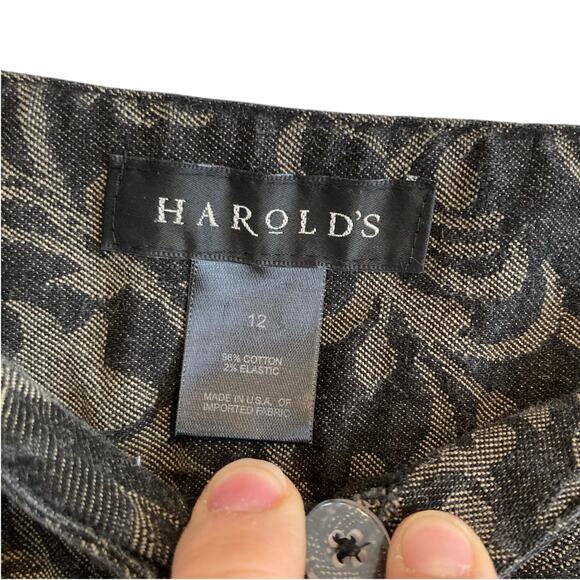 HAROLD'S
12
98% COTTON
2% ELASTIC
MADE IN U.S.A. OF
IMPORTED FABRIC